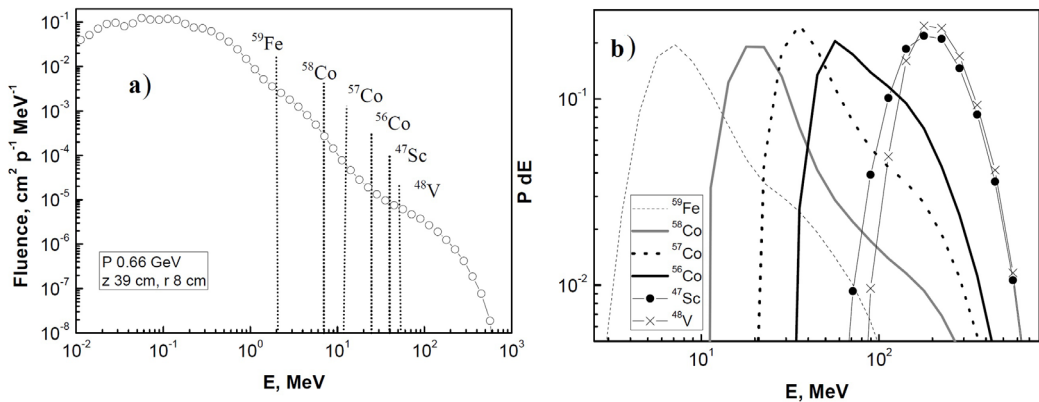 a)
Fluence, cm² p⁻¹ MeV⁻¹
10⁻¹
10⁻²
10⁻³
10⁻⁴
10⁻⁵
10⁻⁶
10⁻⁷
10⁻⁸
⁵⁹Fe
⁵⁸Co
⁵⁷Co
⁵⁶Co
⁴⁷Sc
⁴⁸V
P 0.66 GeV
z 39 cm, r 8 cm
10⁻² 10⁻¹ 10⁰ 10¹ 10² 10³
E, MeV
b)
P dE
10⁻¹
10⁻²
⁵⁹Fe
⁵⁸Co
⁵⁷Co
⁵⁶Co
⁴⁷Sc
⁴⁸V
10¹ 10²
E, MeV